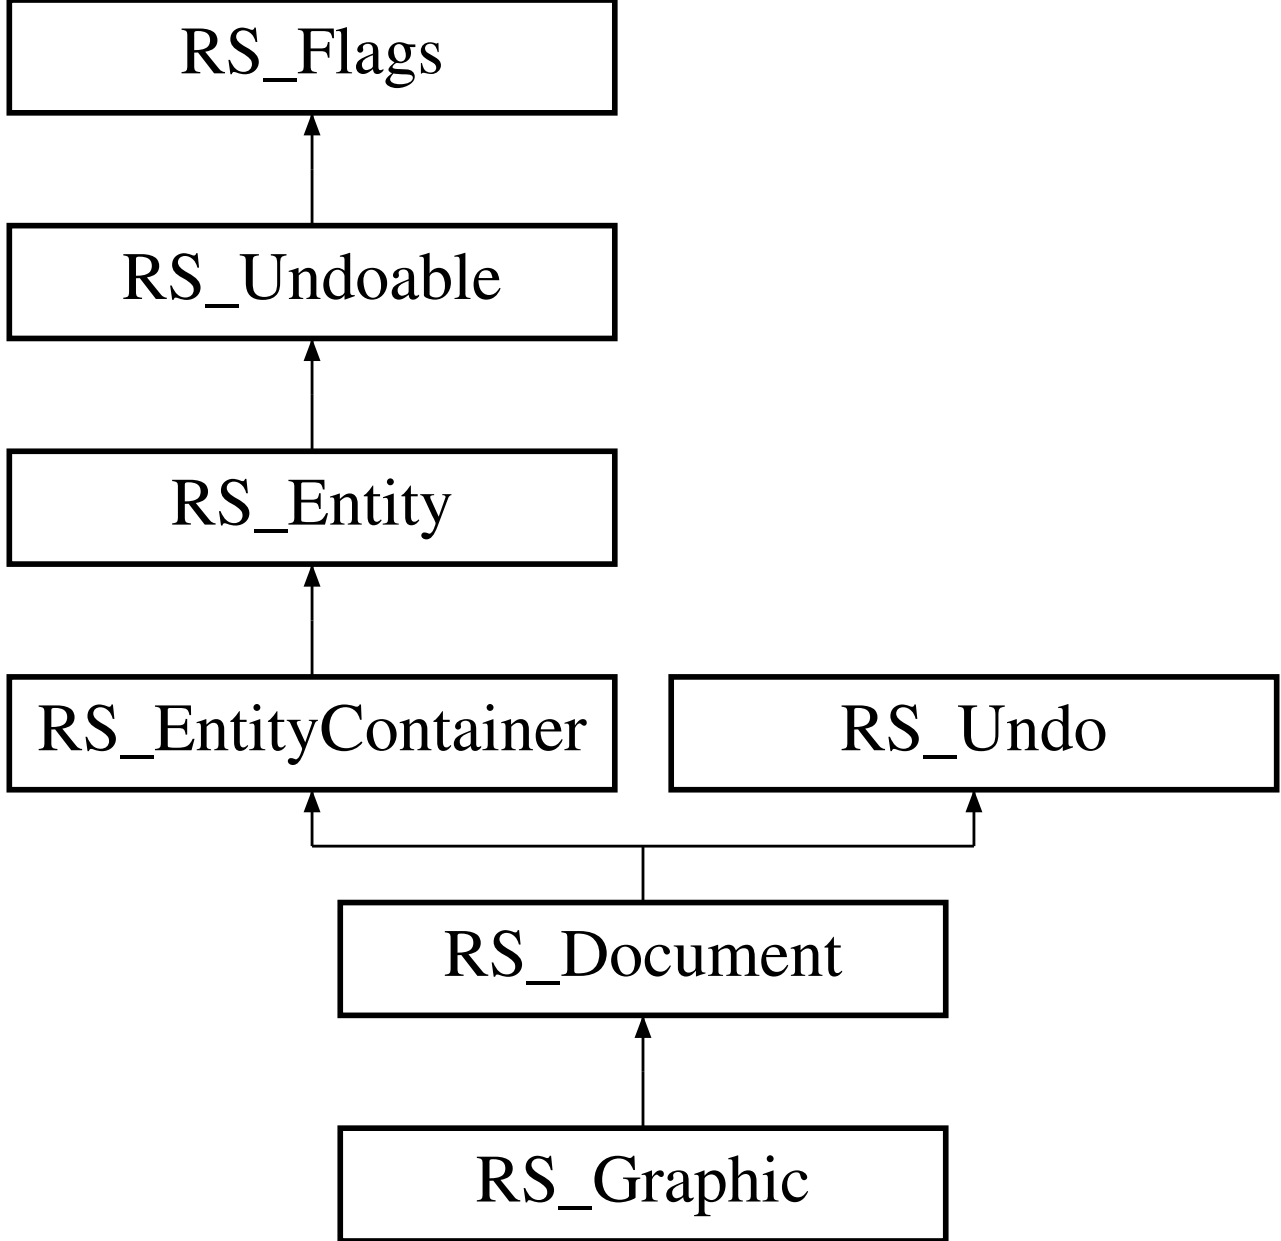 RS_Flags
RS_Undoable
RS_Entity
RS_EntityContainer
RS_Undo
RS_Document
RS_Graphic